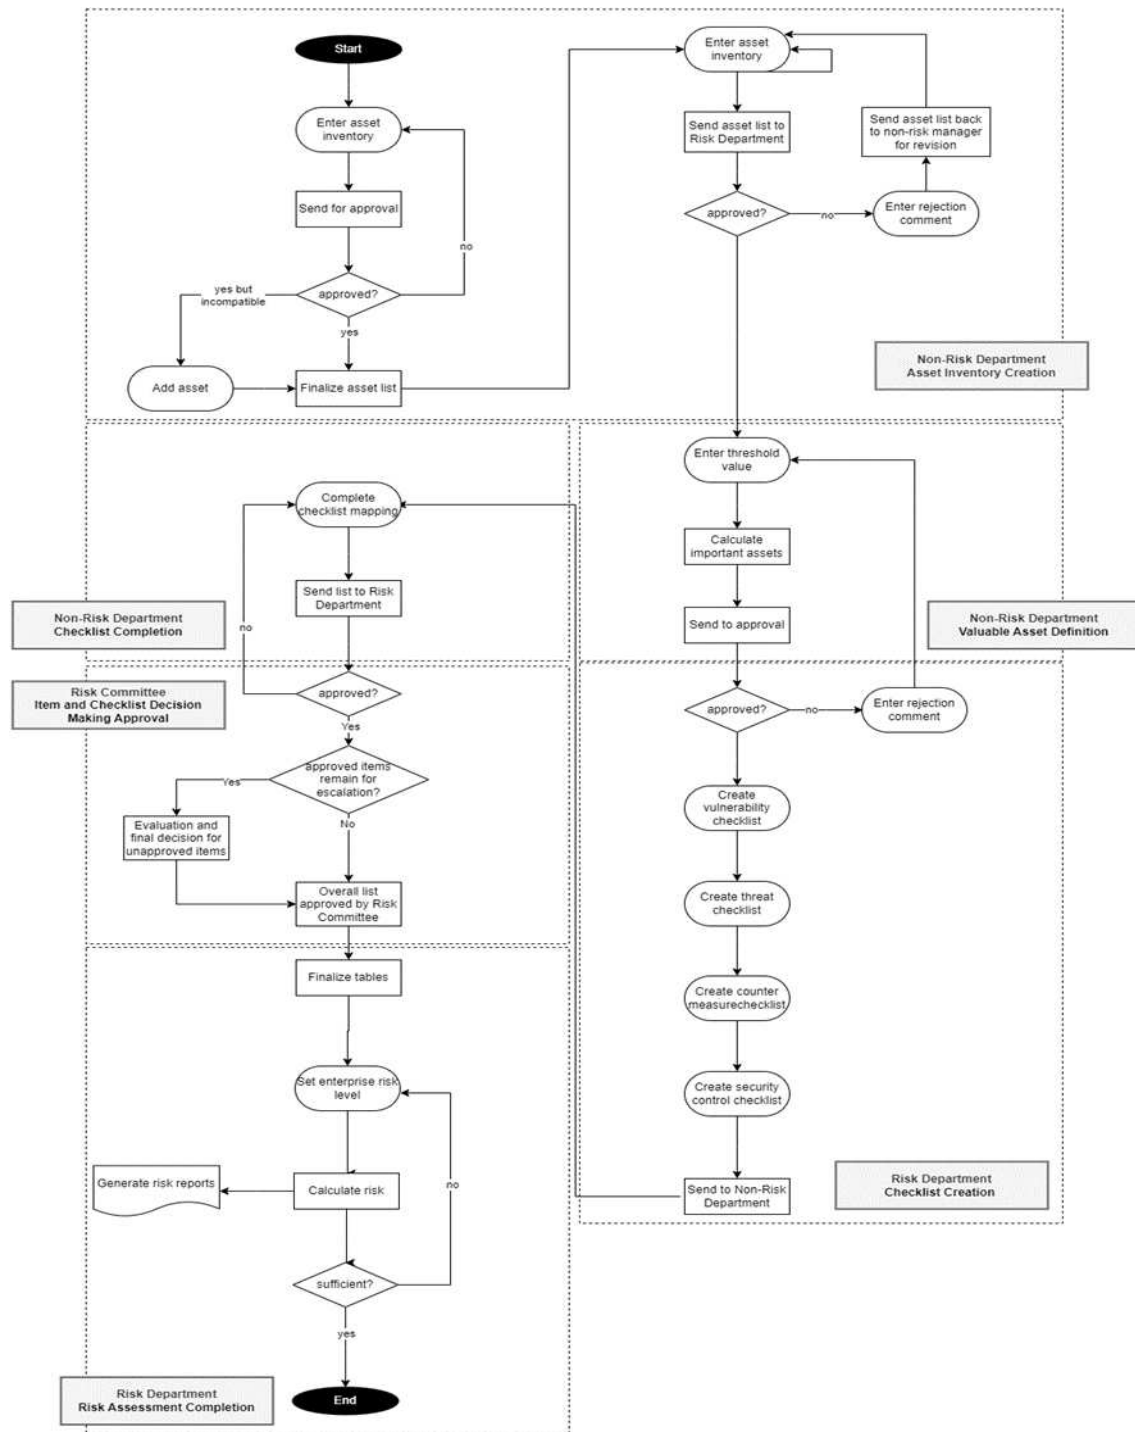 Start
Enter asset
inventory
Send for approval
no
approved?
yes but
incompatible
yes
Add asset
Finalize asset list
Enter asset
inventory
Send asset list to
Risk Department
Send asset list back
to non-risk manager
for revision
approved?
no
Enter rejection
comment
Non-Risk Department
Asset Inventory Creation
Enter threshold
value
Calculate
important assets
Send to approval
Non-Risk Department
Valuable Asset Definition
approved?
no
Enter rejection
comment
Create
vulnerability
checklist
Create threat
checklist
Create counter
measurechecklist
Create security
control checklist
Send to Non-Risk
Department
Risk Department
Checklist Creation
Complete
checklist mapping
Send list to Risk
Department
no
Non-Risk Department
Checklist Completion
Risk Committee
Item and Checklist Decision
Making Approval
approved?
Yes
approved items
remain for
escalation?
Yes
No
Evaluation and
final decision for
unapproved items
Overall list
approved by Risk
Committee
Finalize tables
Set enterprise risk
level
Generate risk reports
Calculate risk
no
sufficient?
yes
End
Risk Department
Risk Assessment Completion